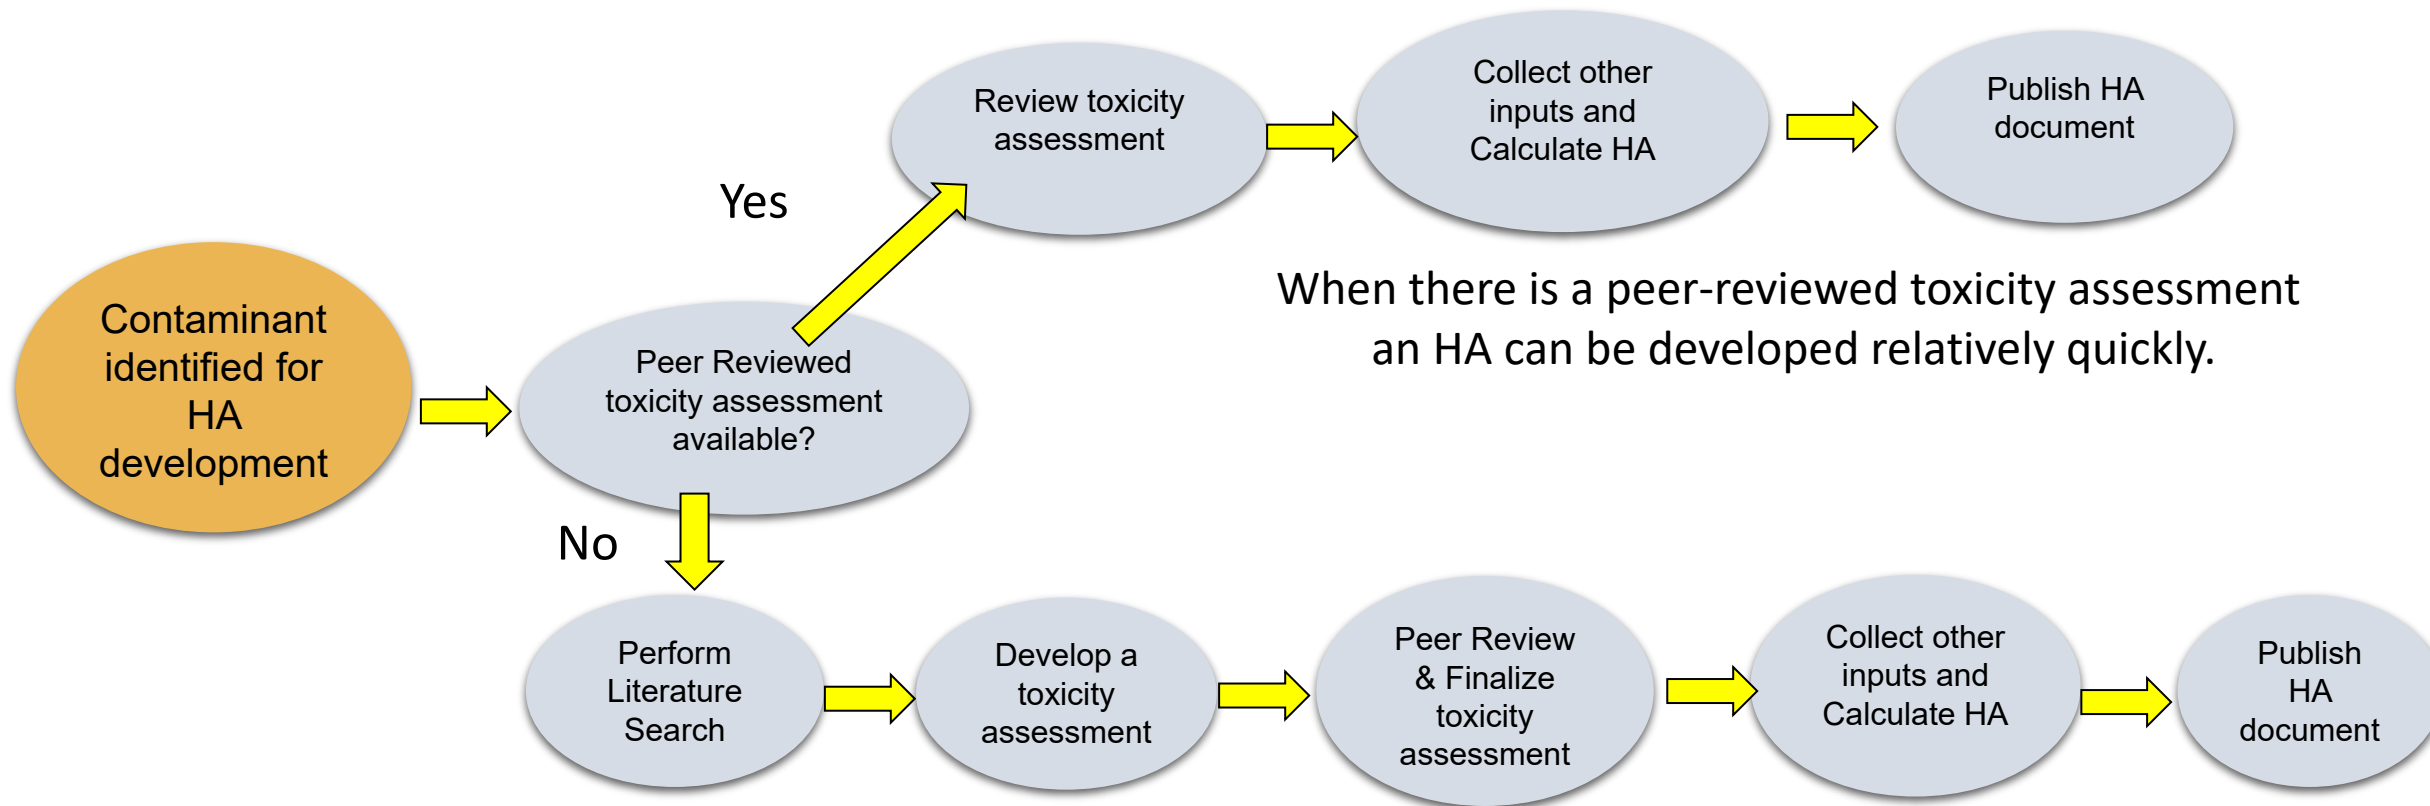 Contaminant
identified for
HA
development
Peer Reviewed
toxicity assessment
available?
Yes
Review toxicity
assessment
Collect other
inputs and
Calculate HA
Publish HA
document
When there is a peer-reviewed toxicity assessment
an HA can be developed relatively quickly.
No
Perform
Literature
Search
Develop a
toxicity
assessment
Peer Review
& Finalize
toxicity
assessment
Collect other
inputs and
Calculate HA
Publish
HA
document